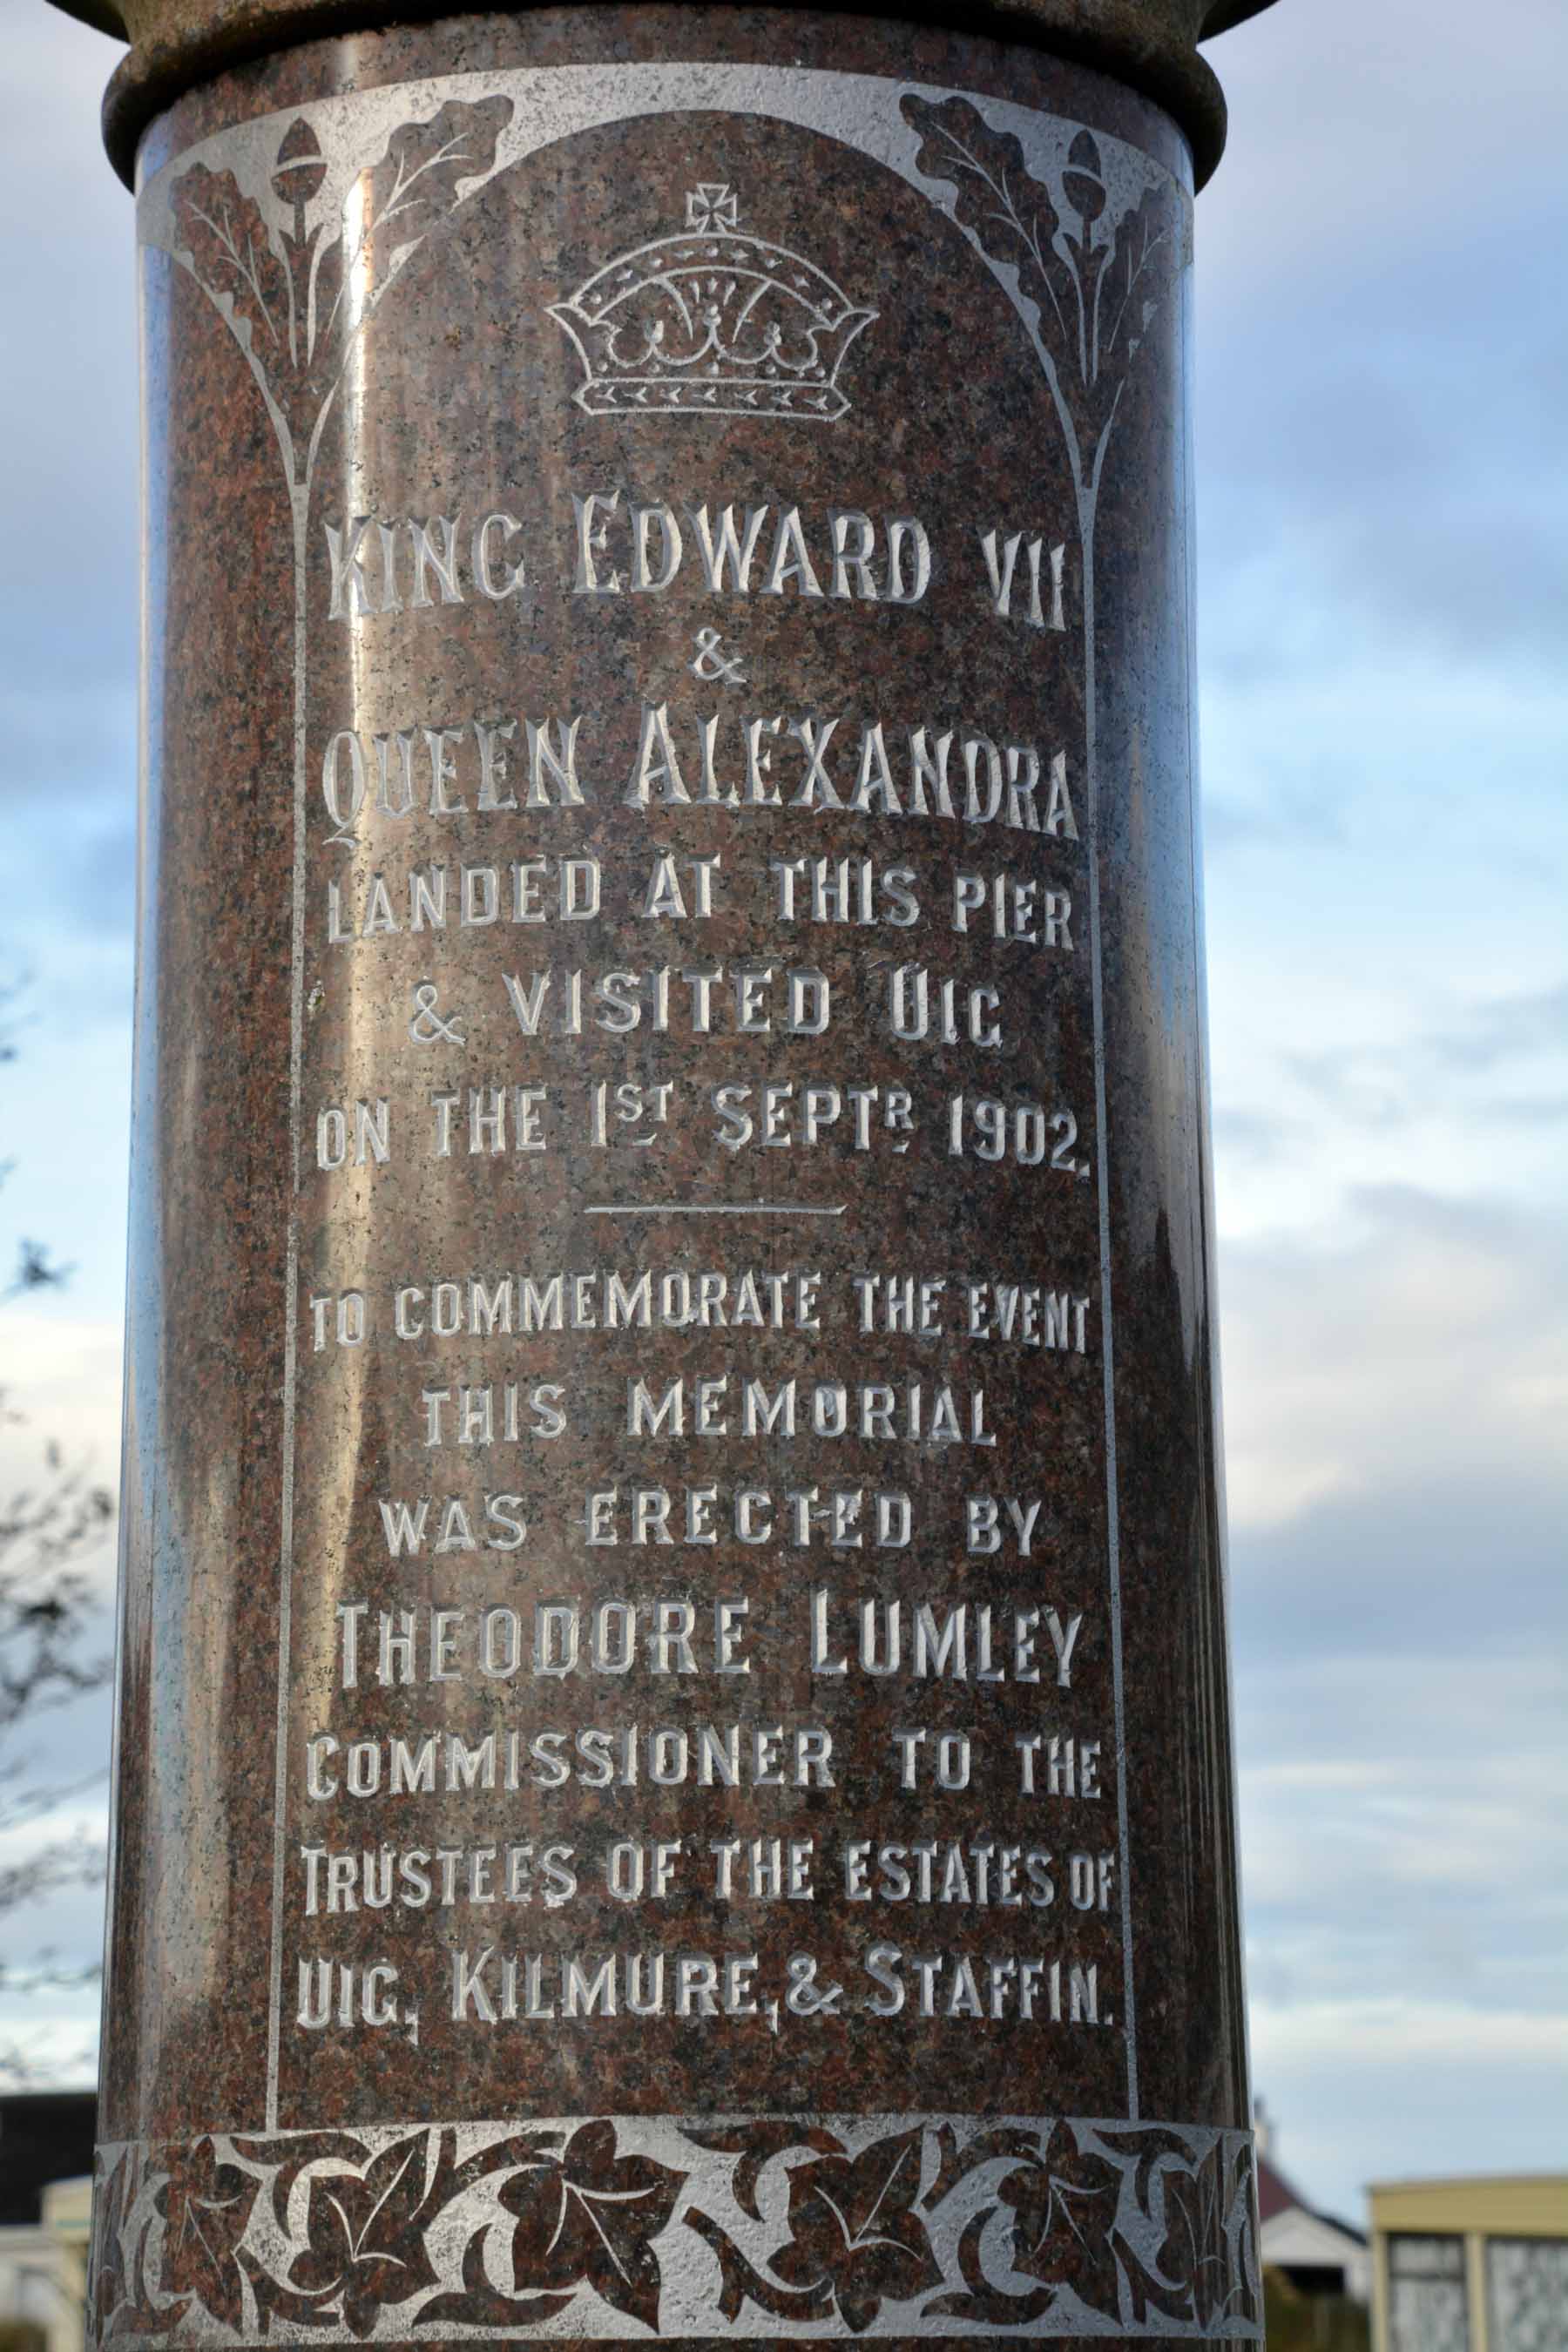 KING EDWARD VII
&
QUEEN ALEXANDRA
LANDED AT THIS PIER
& VISITED UIG
ON THE 1ST SEPTR 1902.
TO COMMEMORATE THE EVENT
THIS MEMORIAL
WAS ERECTED BY
THEODORE LUMLEY
COMMISSIONER TO THE
TRUSTEES OF THE ESTATES OF
UIG, KILMURE, & STAFFIN.